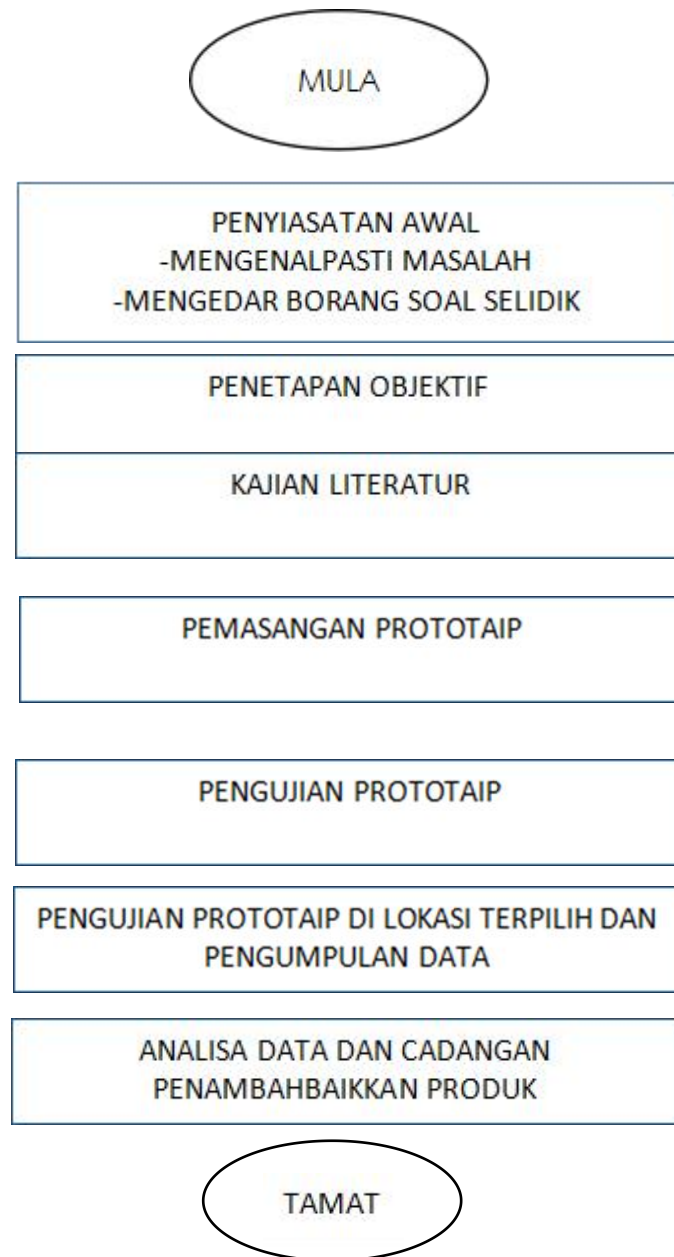 MULA
PENYIASATAN AWAL
-MENGENALPASTI MASALAH
-MENGEDAR BORANG SOAL SELIDIK
PENETAPAN OBJEKTIF
KAJIAN LITERATUR
PEMASANGAN PROTOTAIP
PENGUJIAN PROTOTAIP
PENGUJIAN PROTOTAIP DI LOKASI TERPILIH DAN
PENGUMPULAN DATA
ANALISA DATA DAN CADANGAN
PENAMBAHBAIKKAN PRODUK
TAMAT